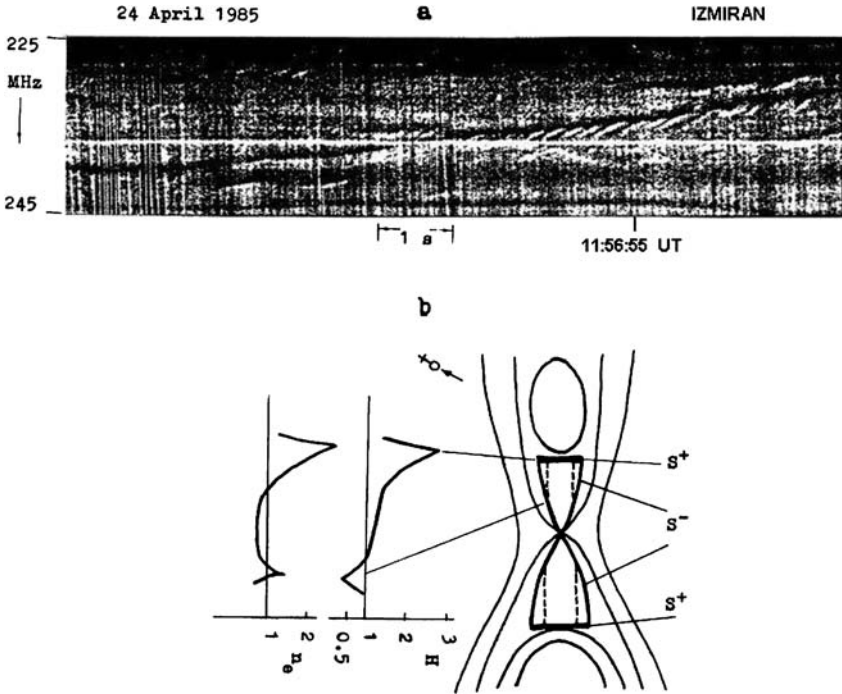 24 April 1985 a IZMIRAN
225
MHz
245
1 s
11:56:55 UT
b
S⁺
S⁻
S⁺
1 2
nₑ
0.5 1 2 3
H